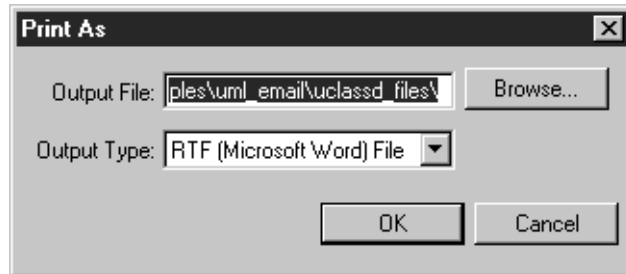 Print As
Output File: ples\uml_email\uclassd_files\ Browse...
Output Type: RTF (Microsoft Word) File
OK Cancel